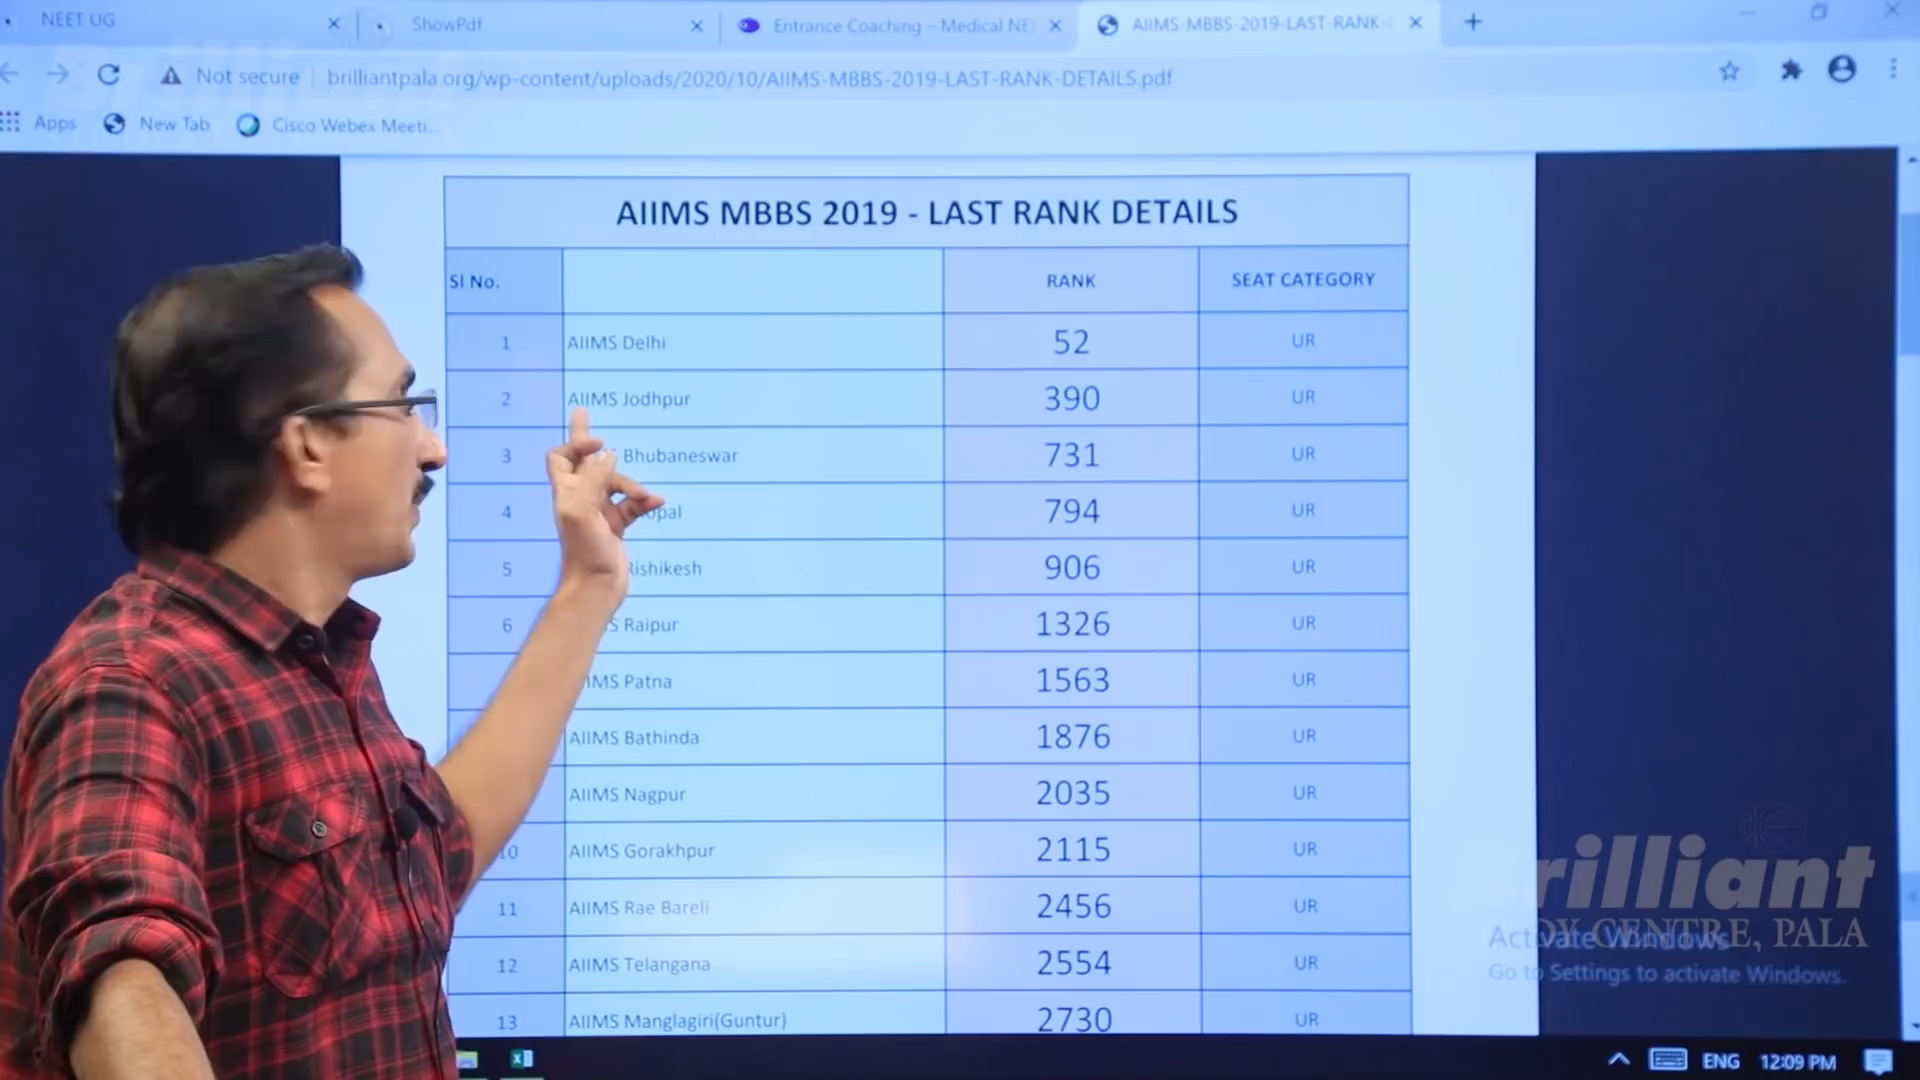 NEET UG
ShowPdf
Entrance Coaching – Medical NE
AIIMS-MBBS-2019-LAST-RANK-
Not secure
brilliantpala.org/wp-content/uploads/2020/10/AIIMS-MBBS-2019-LAST-RANK-DETAILS.pdf
Apps
New Tab
Cisco Webex Meeti...
AIIMS MBBS 2019 - LAST RANK DETAILS
Sl No. RANK SEAT CATEGORY
1 AIIMS Delhi 52 UR
2 AIIMS Jodhpur 390 UR
3 Bhubaneswar 731 UR
4 794 UR
5 Rishikesh 906 UR
6 Raipur 1326 UR
Patna 1563 UR
AIIMS Bathinda 1876 UR
AIIMS Nagpur 2035 UR
10 AIIMS Gorakhpur 2115 UR
11 AIIMS Rae Bareli 2456 UR
12 AIIMS Telangana 2554 UR
13 AIIMS Manglagiri(Guntur) 2730 UR
Brilliant
CENTRE, PALA
Activate Windows
Go to Settings to activate Windows.
ENG 12:09 PM